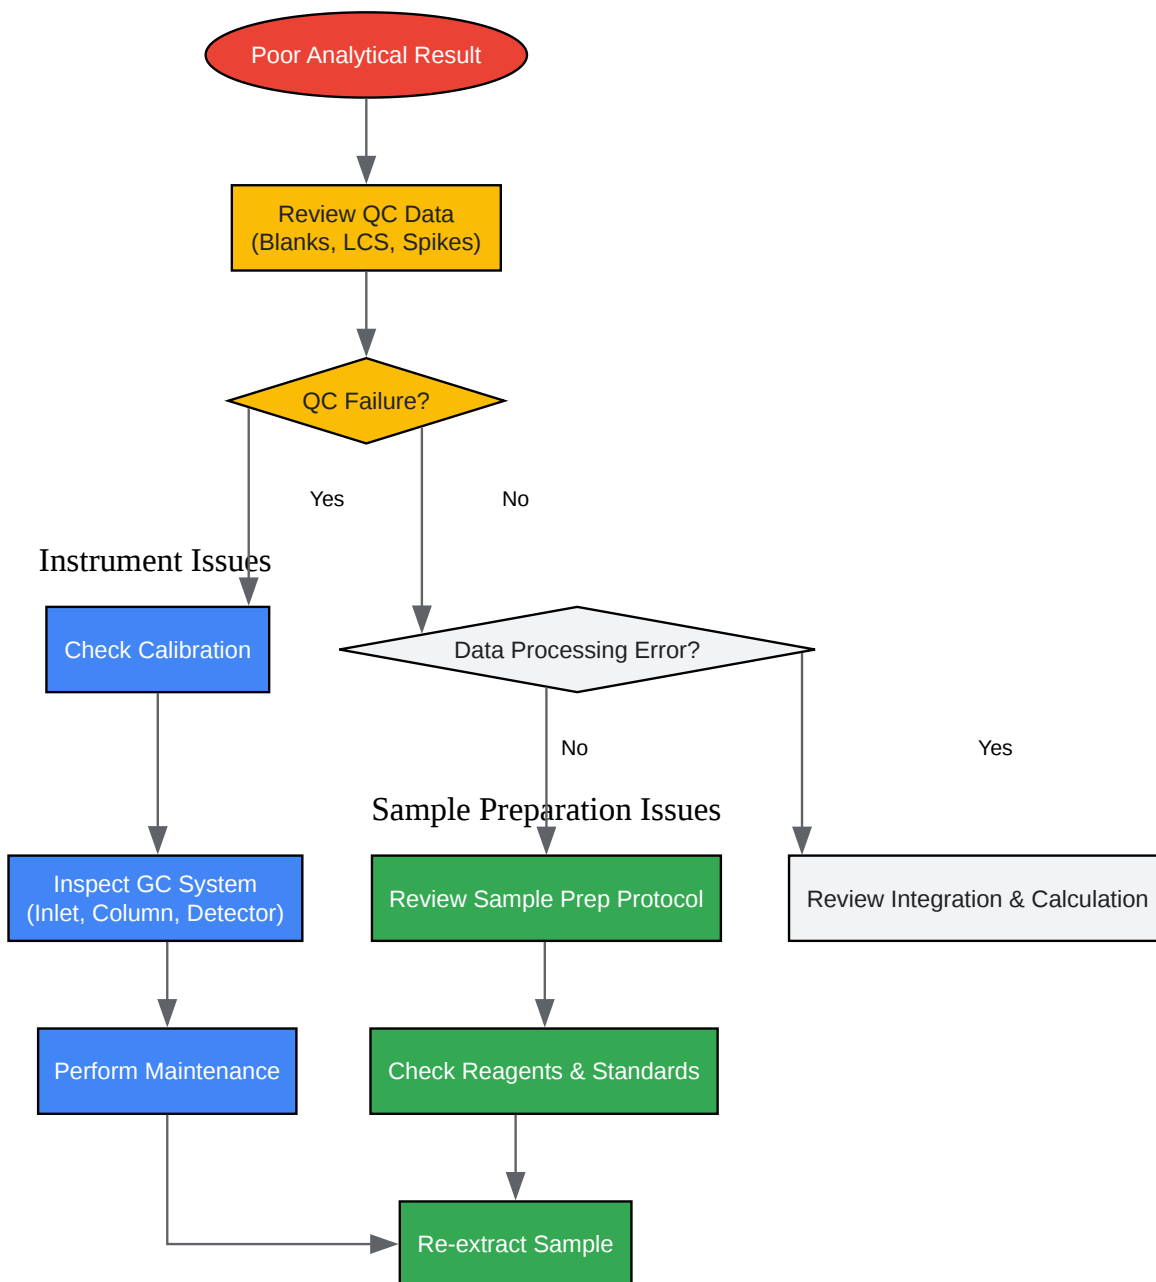 Poor Analytical Result
Review QC Data
(Blanks, LCS, Spikes)
QC Failure?
Yes
No
Instrument Issues
Check Calibration
Data Processing Error?
No
Yes
Sample Preparation Issues
Inspect GC System
(Inlet, Column, Detector)
Review Sample Prep Protocol
Review Integration & Calculation
Perform Maintenance
Check Reagents & Standards
Re-extract Sample